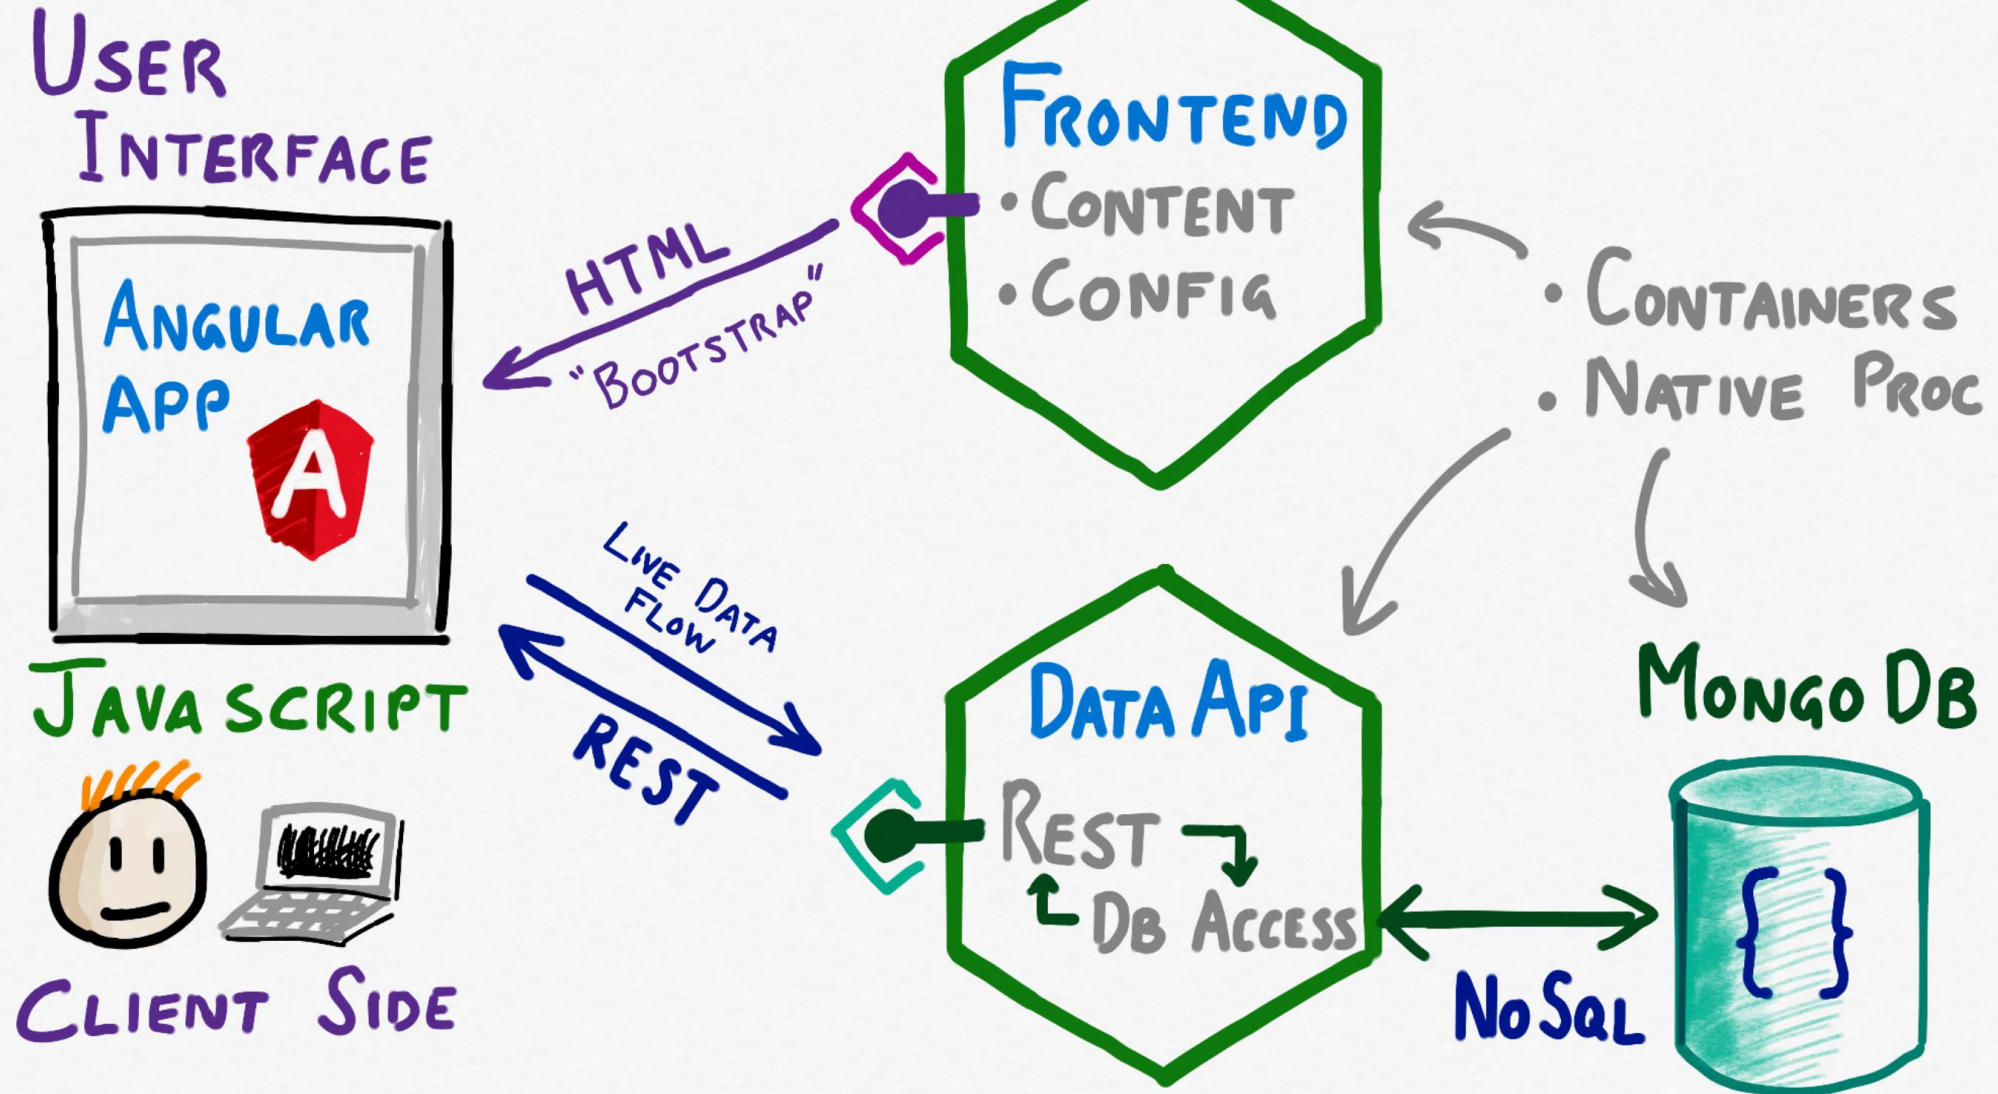 USER
INTERFACE
ANGULAR
APP
A
JAVASCRIPT
CLIENT SIDE
HTML
"BOOTSTRAP"
LIVE DATA
FLOW
REST
FRONTEND
• CONTENT
• CONFIG
• CONTAINERS
• NATIVE PROC
DATA API
REST
DB ACCESS
NOSQL
MONGO DB
{ }